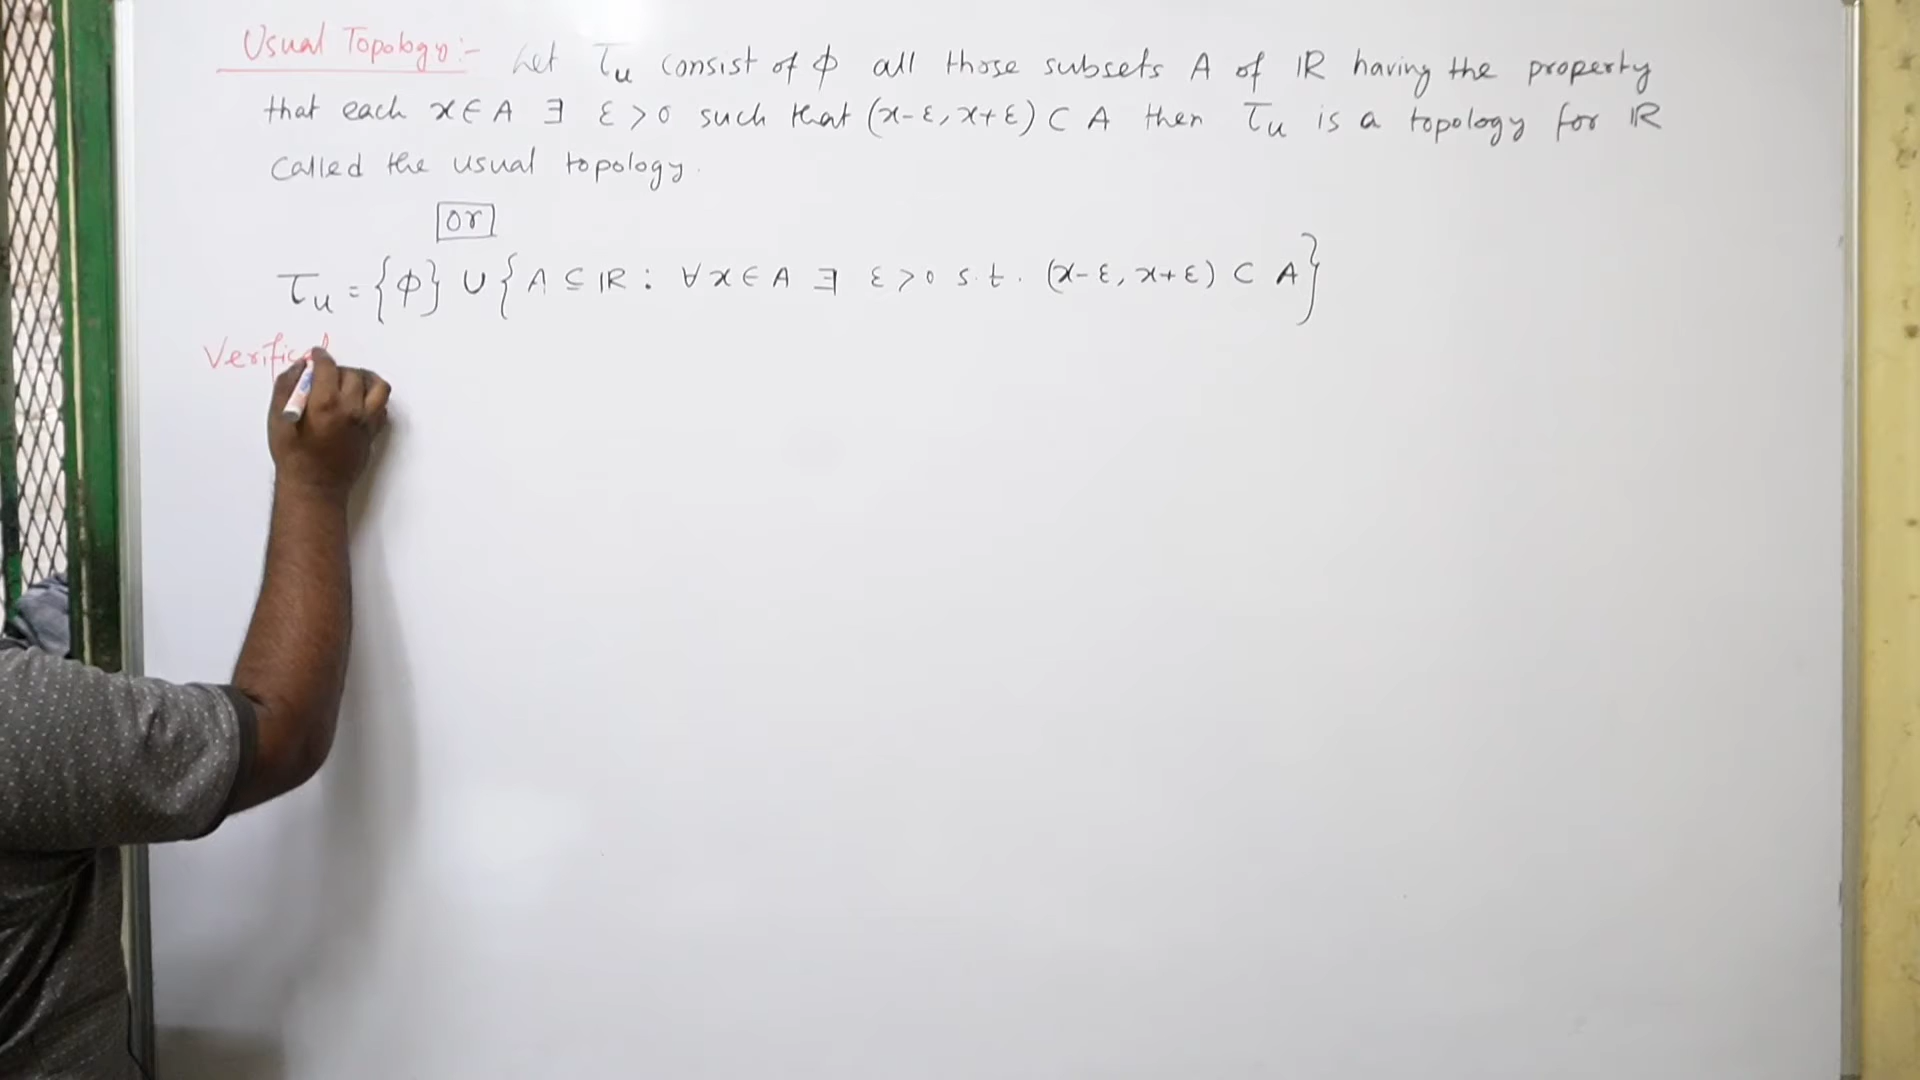 Usual Topology:- Let τu consist of ϕ all those subsets A of ℝ having the property
that each x∈A ∃ ε>0 such that (x-ε, x+ε) ⊂ A then τu is a topology for ℝ
called the usual topology.
or
τu = {ϕ} ∪ {A ⊆ ℝ : ∀ x∈A ∃ ε>0 s.t. (x-ε, x+ε) ⊂ A}